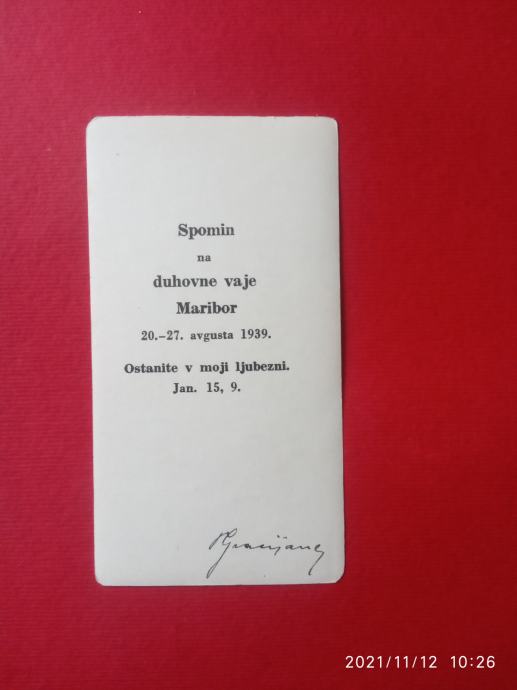 Spomin
na
duhovne vaje
Maribor
20.-27. avgusta 1939.
Ostanite v moji ljubezni.
Jan. 15, 9.
2021/11/12 10:26